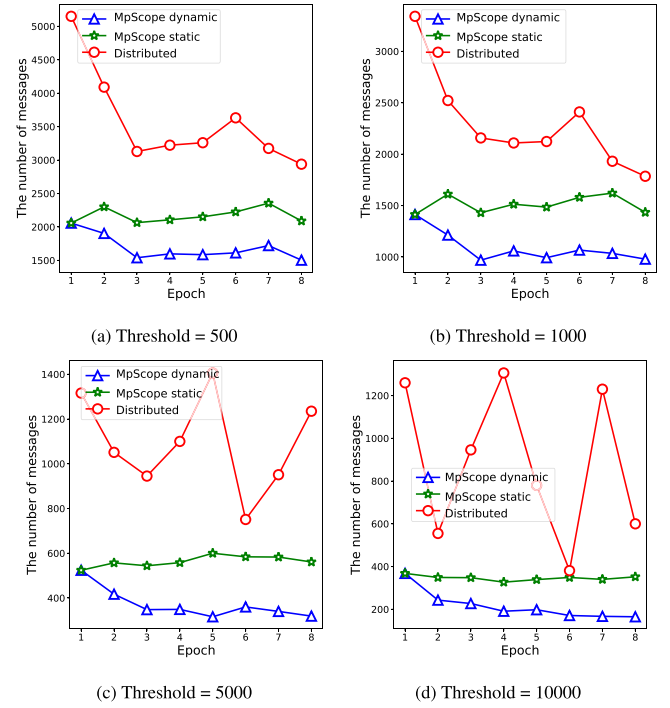 MpScope dynamic
MpScope static
Distributed
The number of messages
5000
4500
4000
3500
3000
2500
2000
1500
1 2 3 4 5 6 7 8
Epoch
(a) Threshold = 500
MpScope dynamic
MpScope static
Distributed
The number of messages
3000
2500
2000
1500
1000
1 2 3 4 5 6 7 8
Epoch
(b) Threshold = 1000
MpScope dynamic
MpScope static
Distributed
The number of messages
1400
1200
1000
800
600
400
1 2 3 4 5 6 7 8
Epoch
(c) Threshold = 5000
MpScope dynamic
MpScope static
Distributed
The number of messages
1200
1000
800
600
400
200
1 2 3 4 5 6 7 8
Epoch
(d) Threshold = 10000